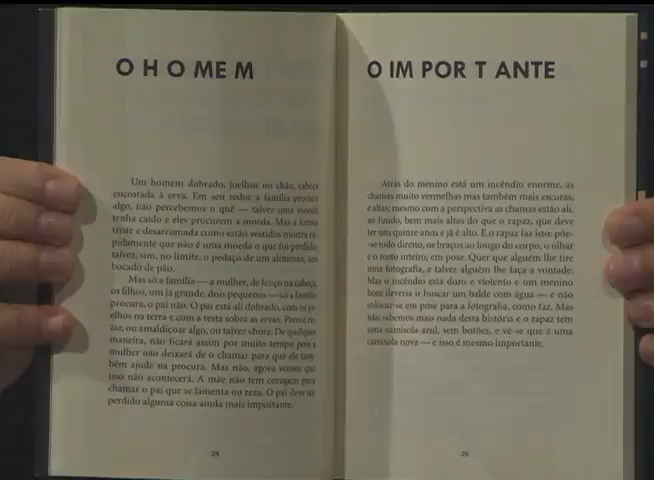 O HOMEM
Um homem dobrado, joelhos no chão, cabeça
encostada à erva. Em seu redor a família procura
algo, não percebemos o quê — talvez uma moeda
tenha caído e eles procurem a moeda. Mas a forma
triste e desarrumada como estão vestidos mostra ra-
pidamente que não é uma moeda o que foi perdido,
talvez, sim, no limite, o pedaço de um alimento, um
bocado de pão.
Mas só a família — a mulher, de lenço na cabeça,
os filhos, um já grande, dois pequenos — só a família
procura, o pai não. O pai está ali dobrado, com os jo-
elhos na terra e com a testa sobre as ervas. Parece re-
zar, ou amaldiçoar algo, ou talvez chore. De qualquer
maneira, não ficará assim por muito tempo pois a
mulher não deixará de o chamar para que ele tam-
bém ajude na procura. Mas não, agora vemos que
isso não acontecerá. A mãe não tem coragem para
chamar o pai que se lamenta ou reza. O pai deve ter
perdido alguma coisa ainda mais importante.
28
O IMPORTANTE
Atrás do menino está um incêndio enorme, as
chamas muito vermelhas mas também mais escuras,
e altas; mesmo com a perspectiva as chamas estão ali,
ao fundo, bem mais altas do que o rapaz, que deve
ter uns quinze anos e já é alto. E o rapaz faz isto: põe-
-se todo direito, os braços ao longo do corpo, o olhar
e o rosto inteiro, em pose. Quer que alguém lhe tire
uma fotografia, e talvez alguém lhe faça a vontade.
Mas o incêndio está duro e violento e um menino
bom deveria ir buscar um balde com água — e não
colocar-se em pose para a fotografia, como faz. Mas
não sabemos mais nada desta história e o rapaz tem
uma camisola azul, sem botões, e vê-se que é uma
camisola nova — e isso é mesmo importante.
29